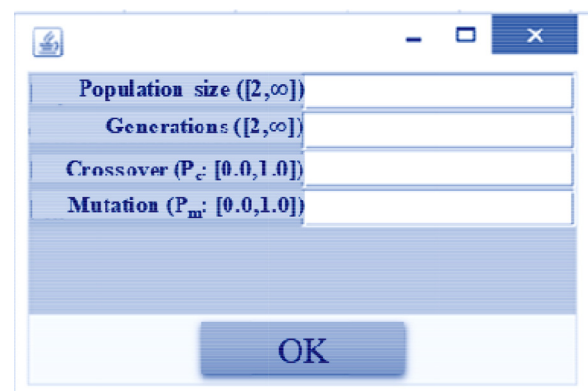 Population size ([2,∞])
Generations ([2,∞])
Crossover (Pc: [0.0,1.0])
Mutation (Pm: [0.0,1.0])
OK